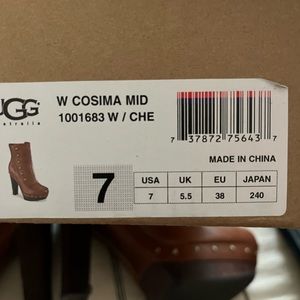 UGG
australia
W COSIMA MID
1001683 W / CHE
7 37872 75643 7
MADE IN CHINA
7
USA UK EU JAPAN
7 5.5 38 240